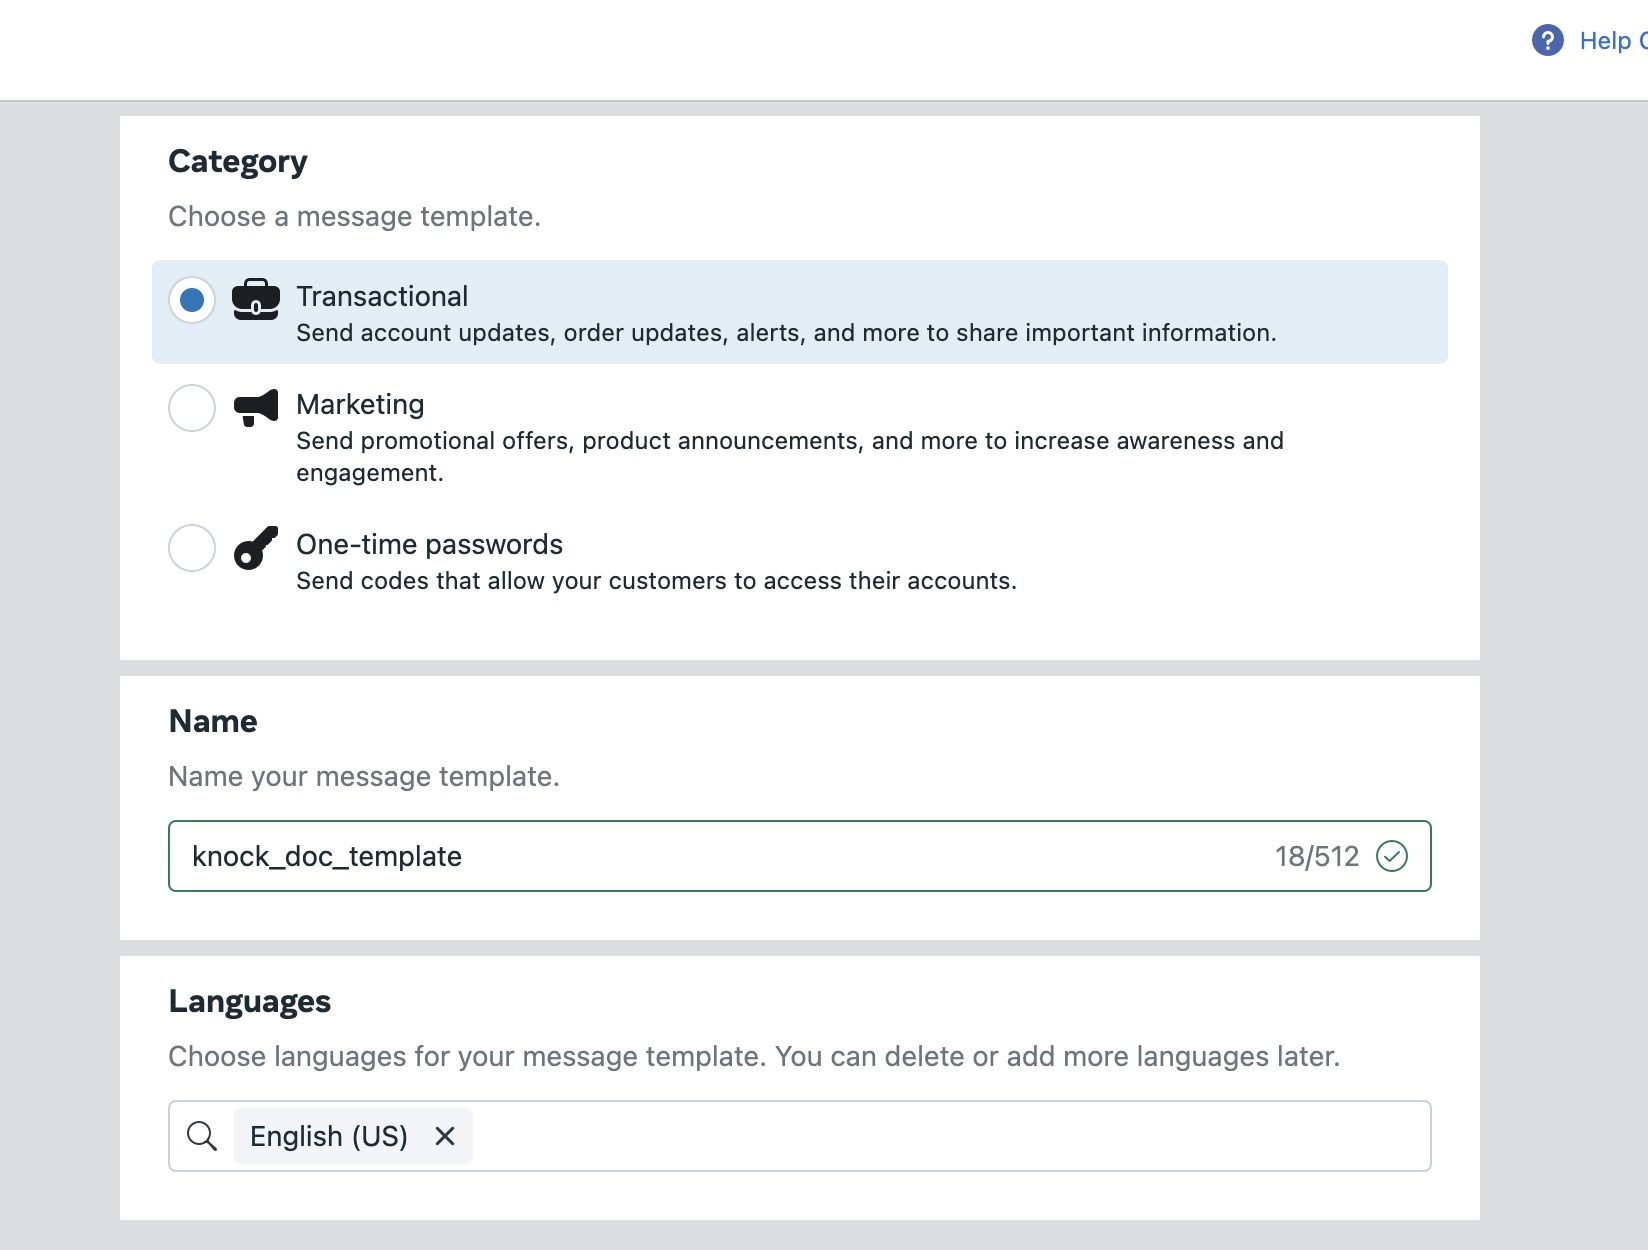 Help
Category
Choose a message template.
Transactional
Send account updates, order updates, alerts, and more to share important information.
Marketing
Send promotional offers, product announcements, and more to increase awareness and
engagement.
One-time passwords
Send codes that allow your customers to access their accounts.
Name
Name your message template.
knock_doc_template 18/512
Languages
Choose languages for your message template. You can delete or add more languages later.
English (US)